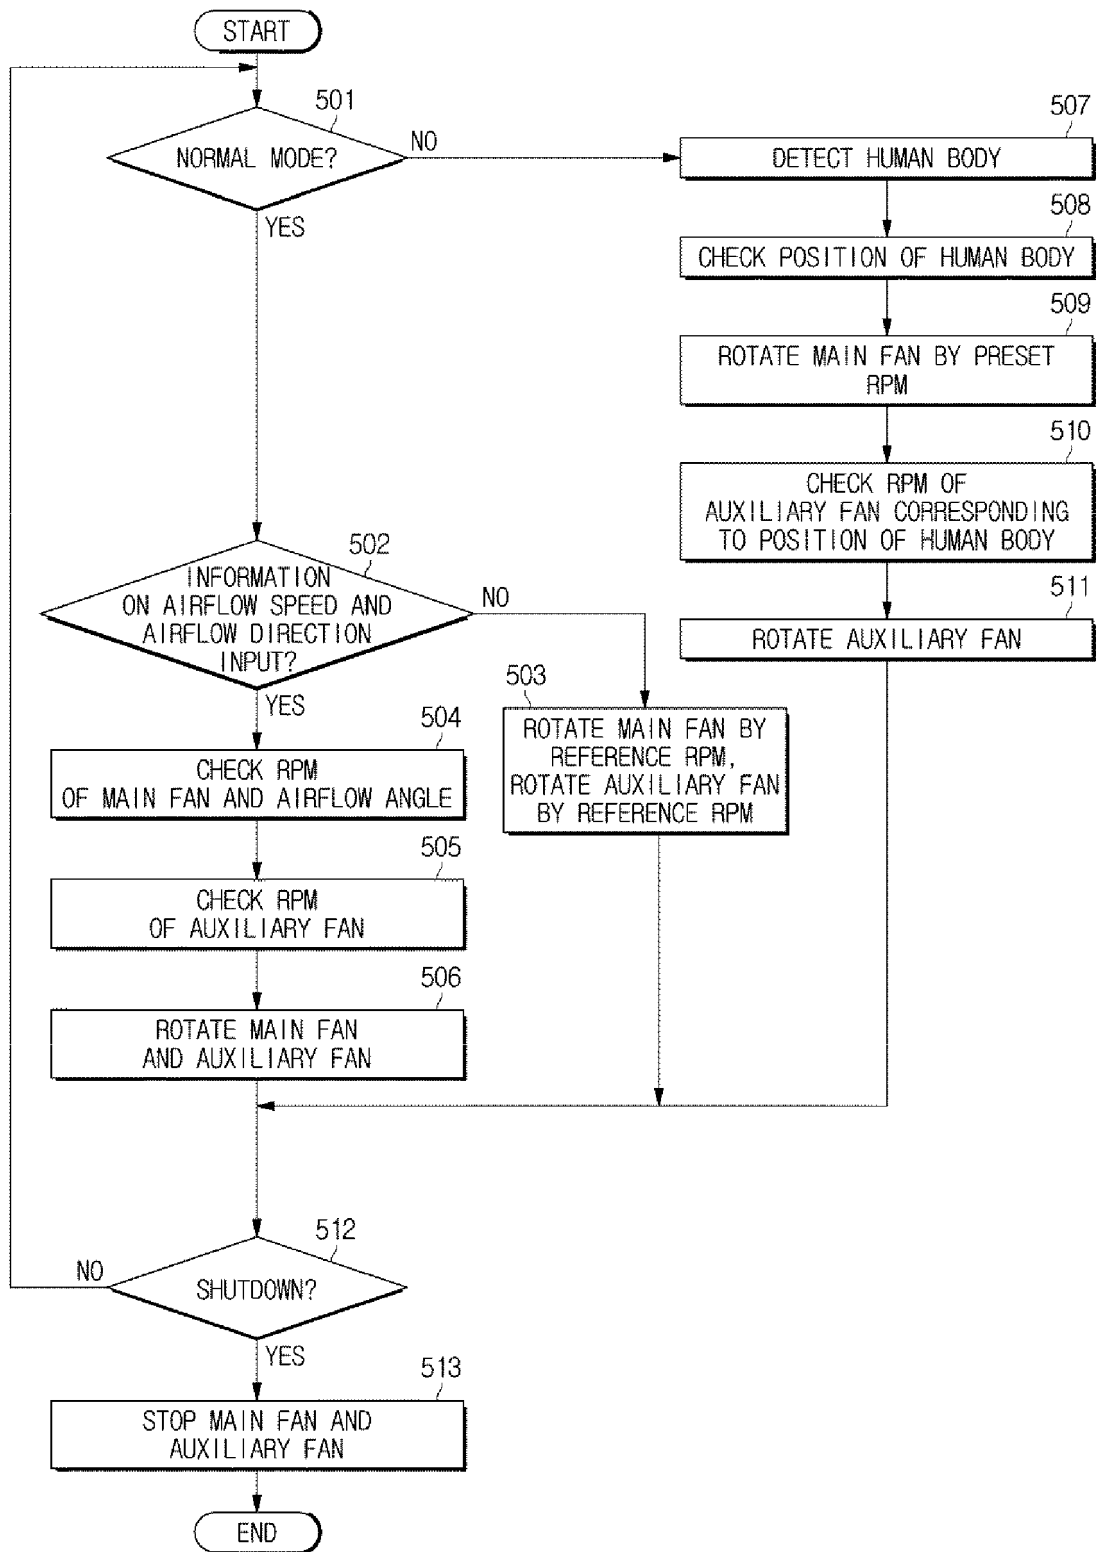 START
501
NORMAL MODE?
NO
YES
507
DETECT HUMAN BODY
508
CHECK POSITION OF HUMAN BODY
509
ROTATE MAIN FAN BY PRESET
RPM
510
CHECK RPM OF
AUXILIARY FAN CORRESPONDING
TO POSITION OF HUMAN BODY
511
ROTATE AUXILIARY FAN
502
INFORMATION
ON AIRFLOW SPEED AND
AIRFLOW DIRECTION
INPUT?
NO
YES
503
ROTATE MAIN FAN BY
REFERENCE RPM,
ROTATE AUXILIARY FAN
BY REFERENCE RPM
504
CHECK RPM
OF MAIN FAN AND AIRFLOW ANGLE
505
CHECK RPM
OF AUXILIARY FAN
506
ROTATE MAIN FAN
AND AUXILIARY FAN
512
SHUTDOWN?
NO
YES
513
STOP MAIN FAN AND
AUXILIARY FAN
END